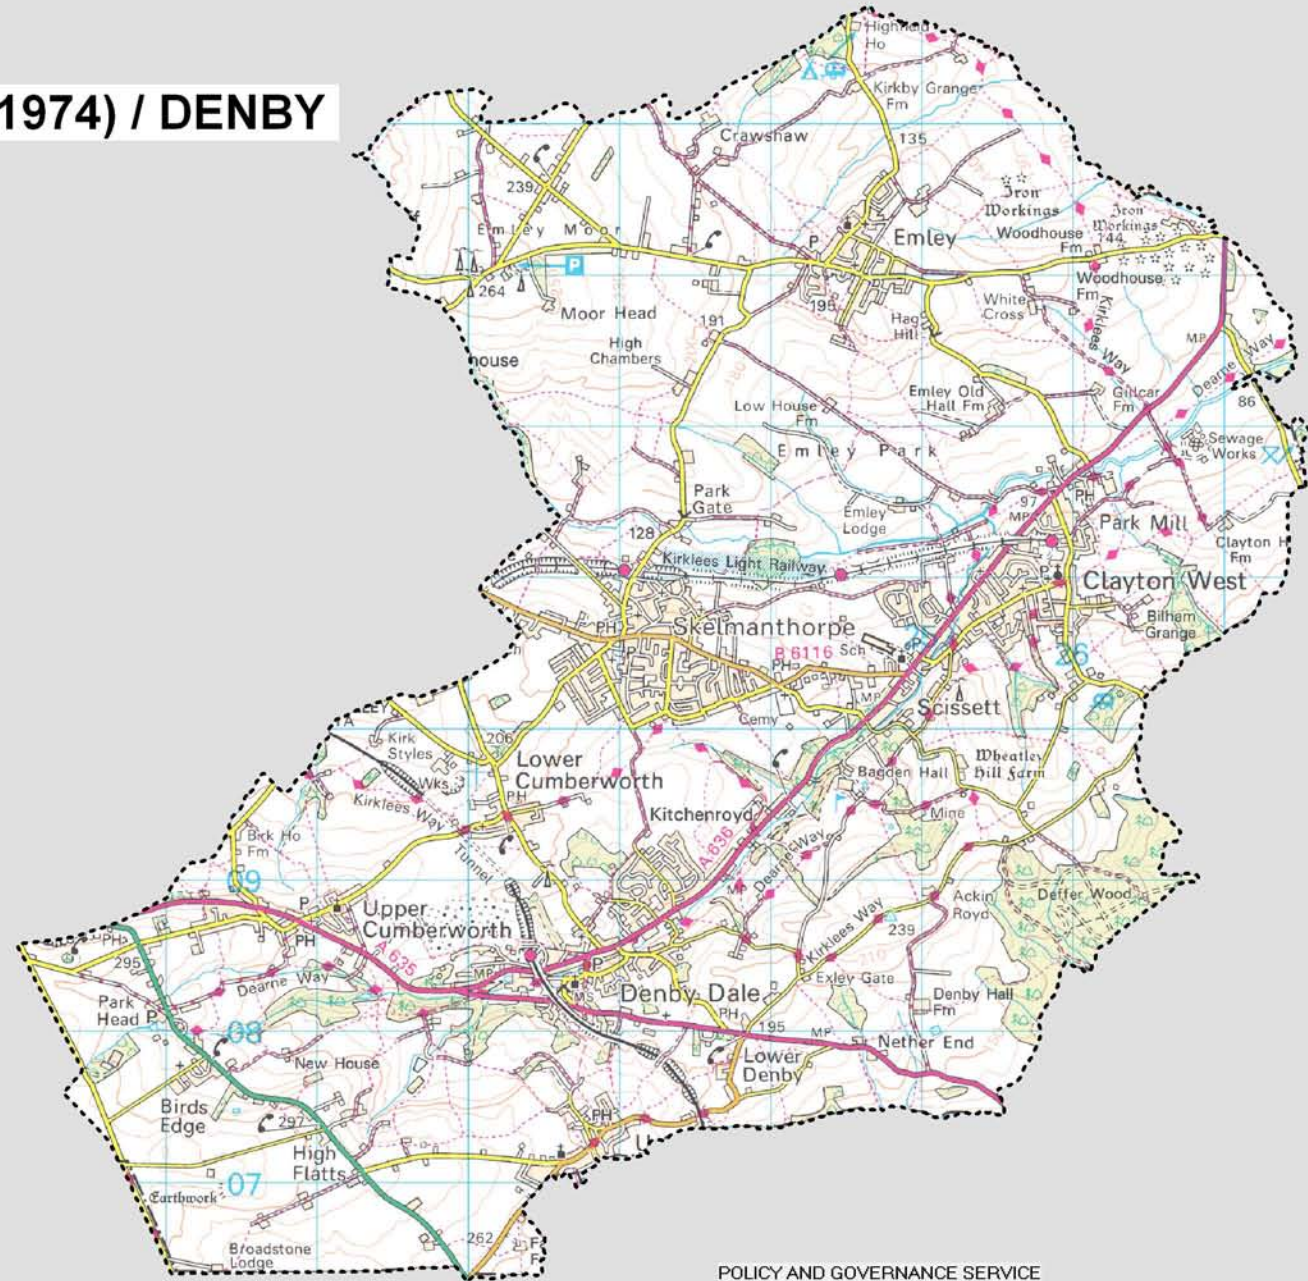 1974) / DENBY
Highfield
Ho
Kirkby Grange
Fm
Crawshaw
135
239
Iron
Workings
Iron
Workings
Emley Moor
P
Emley
Woodhouse
Fm
144
P
264
Woodhouse
Fm
195
White
Cross
Moor Head
191
Hag
Hill
Kirklees Way
High
Chambers
MP
house
Dearne Way
Emley Old
Hall Fm
Gillcar
Fm
86
Low House
Fm
PH
Sewage
Works
Emley Park
Park
Gate
97
PH
MP
Emley
Lodge
Park Mill
128
Clayton H
Fm
Kirklees Light Railway
P
Clayton West
Bilham
Grange
Skelmanthorpe
PH
B 6116
Sch
P
26
PH
MP
Cemy
Scissett
Kirk
Styles
206
Lower
Cumberworth
Wheatley
Hill Farm
Bagden Hall
Wks
PH
Kirklees Way
Kitchenroyd
Mine
Birk Ho
Fm
A 636
Dearne Way
Tunnel
09
MP
Ackin
Royd
Deffer Wood
P
Upper
Cumberworth
Kirklees Way
239
PH
PH
A 635
210
295
P
MP
Dearne Way
Exley Gate
MS
Denby Dale
Denby Hall
Fm
Park
Head
P
PH
195
MP
08
Nether End
New House
Lower
Denby
Birds
Edge
PH
297
U
High
Flatts
07
Earthwork
262
F
F
Broadstone
Lodge
POLICY AND GOVERNANCE SERVICE